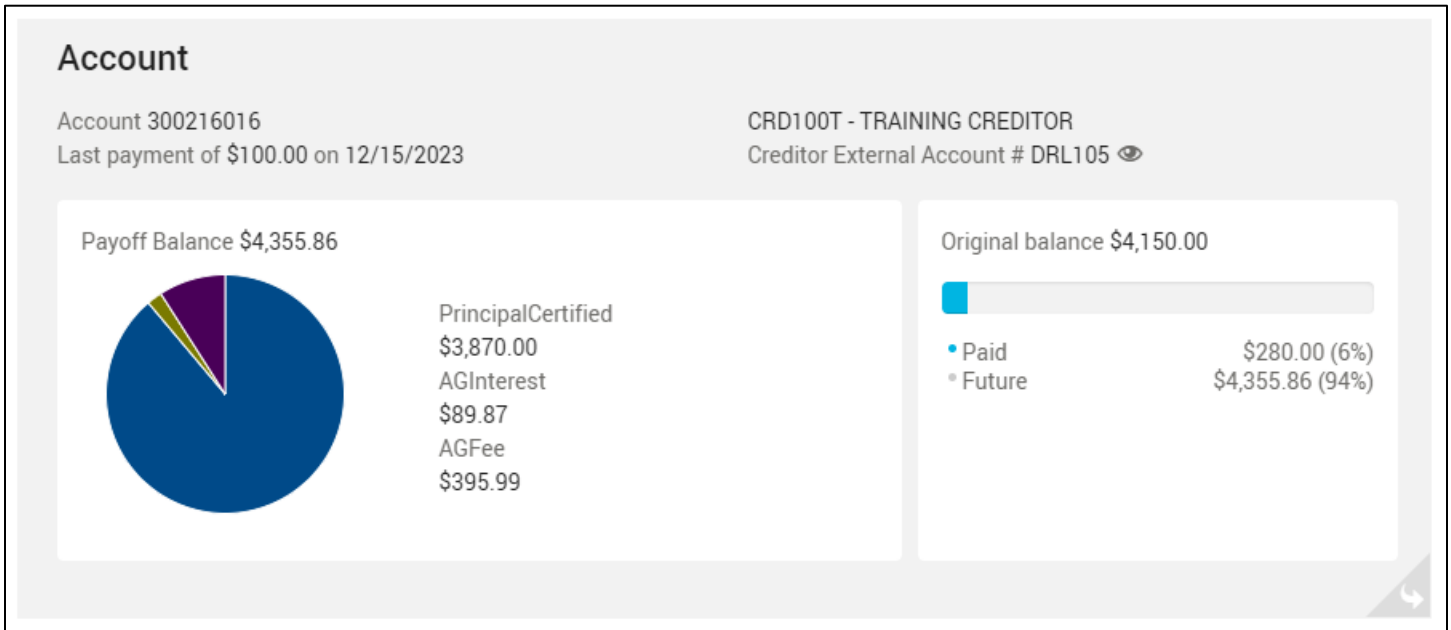 Account
Account 300216016
Last payment of $100.00 on 12/15/2023
CRD100T - TRAINING CREDITOR
Creditor External Account # DRL105
Payoff Balance $4,355.86
PrincipalCertified
$3,870.00
AGInterest
$89.87
AGFee
$395.99
Original balance $4,150.00
Paid $280.00 (6%)
Future $4,355.86 (94%)